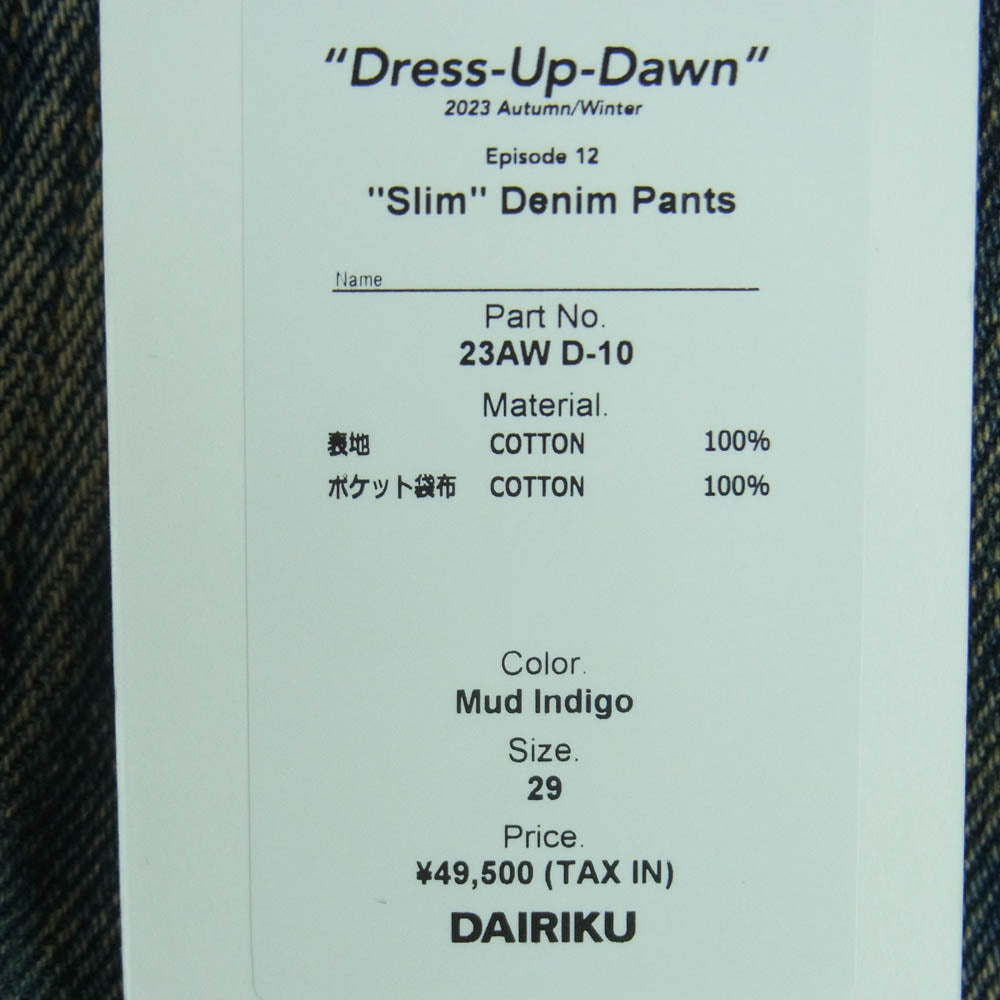 “Dress-Up-Dawn”
2023 Autumn/Winter
Episode 12
"Slim" Denim Pants
Name
Part No.
23AW D-10
Material.
表地 COTTON 100%
ポケット袋布 COTTON 100%
Color.
Mud Indigo
Size.
29
Price.
¥49,500 (TAX IN)
DAIRIKU